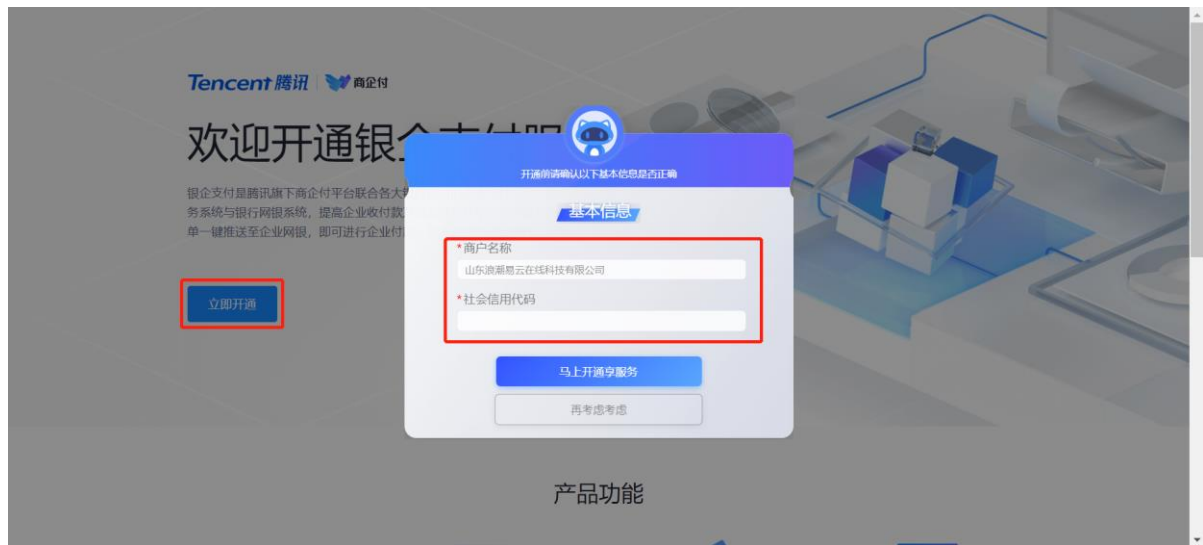 Tencent 腾讯 商企付
欢迎开通银企支付服
银企支付是腾讯旗下商企付平台联合各大
务系统与银行网银系统，提高企业收付款
单一键推送至企业网银，即可进行企业付
立即开通
开通前请确认以下基本信息是否正确
基本信息
*商户名称
山东浪潮易云在线科技有限公司
*社会信用代码
马上开通享服务
再考虑考虑
产品功能